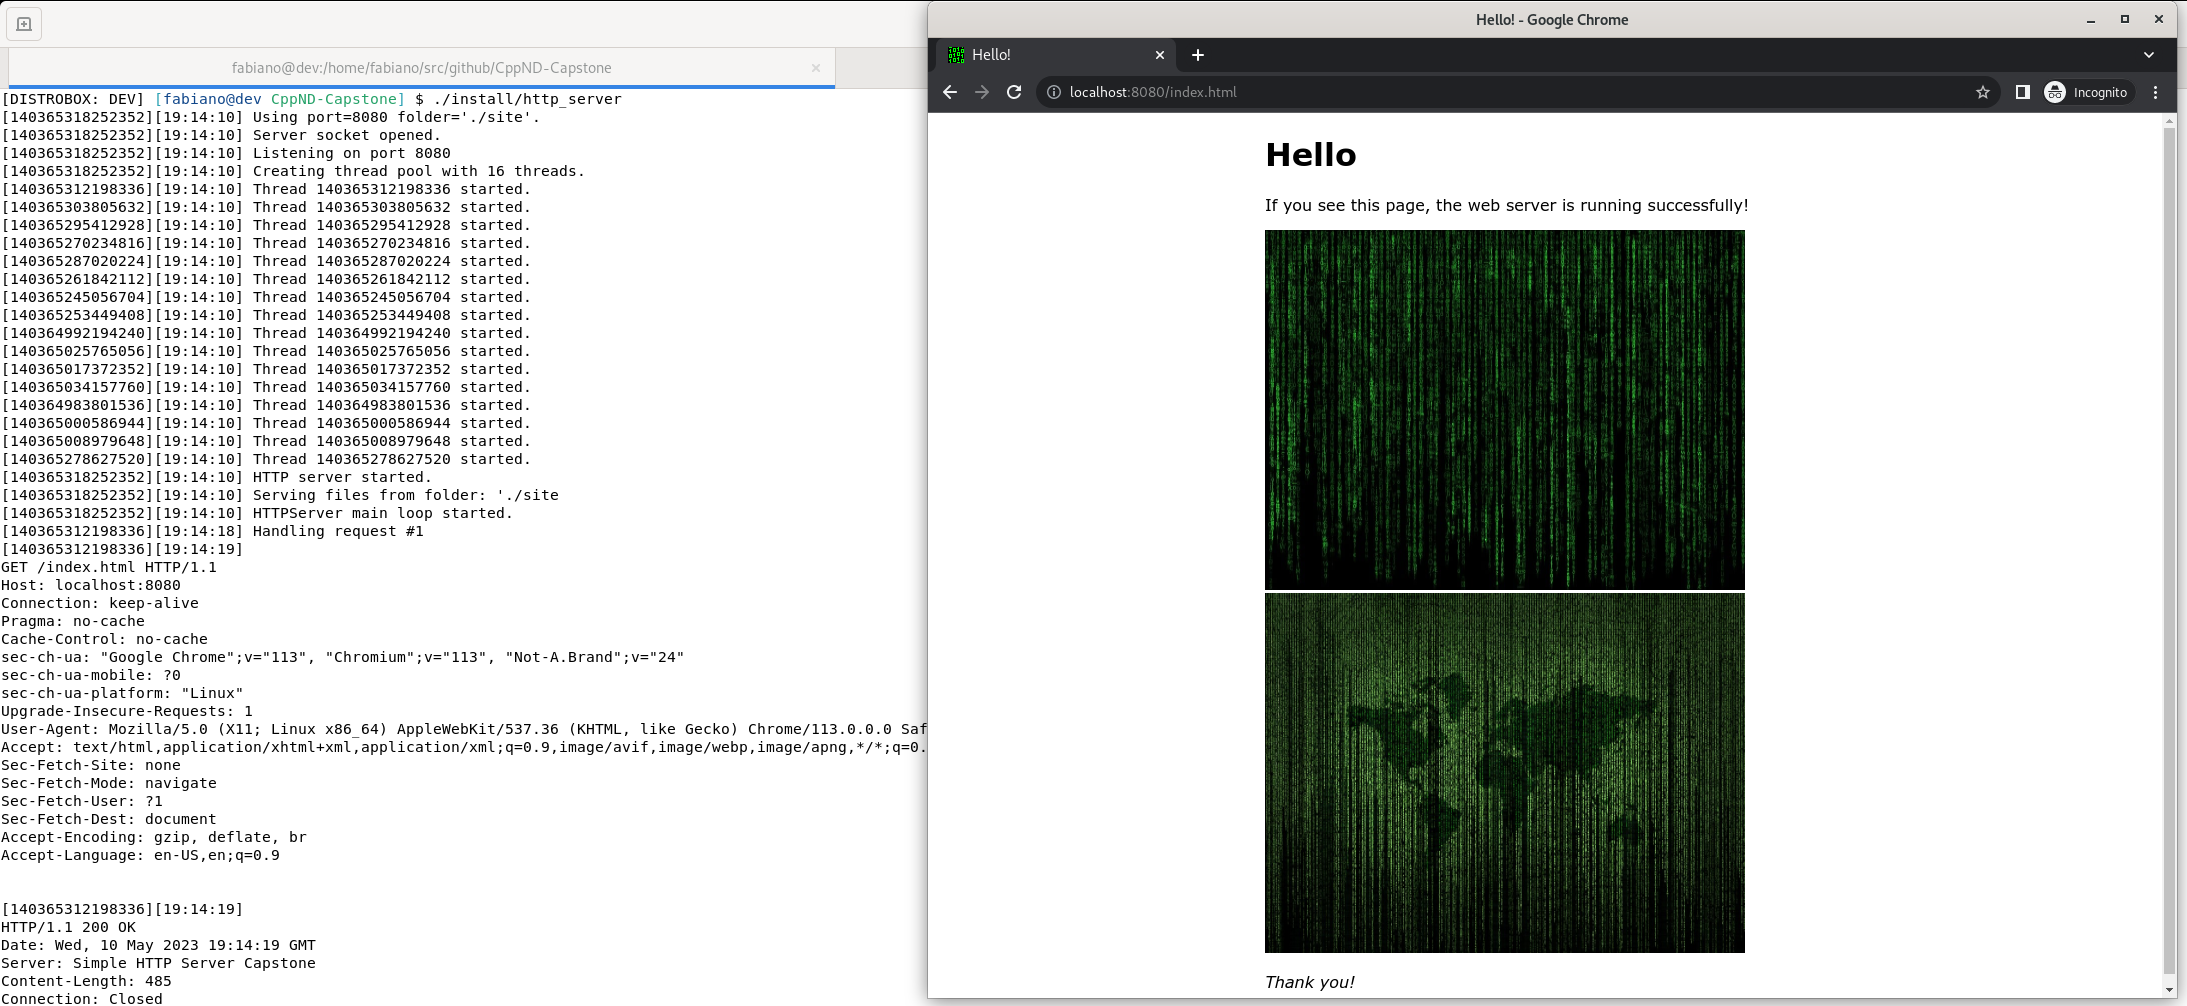 fabiano@dev:/home/fabiano/src/github/CppND-Capstone
[DISTROBOX: DEV] [fabiano@dev CppND-Capstone] $ ./install/http_server
[140365318252352][19:14:10] Using port=8080 folder='./site'.
[140365318252352][19:14:10] Server socket opened.
[140365318252352][19:14:10] Listening on port 8080
[140365318252352][19:14:10] Creating thread pool with 16 threads.
[140365312198336][19:14:10] Thread 140365312198336 started.
[140365303805632][19:14:10] Thread 140365303805632 started.
[140365295412928][19:14:10] Thread 140365295412928 started.
[140365270234816][19:14:10] Thread 140365270234816 started.
[140365287020224][19:14:10] Thread 140365287020224 started.
[140365261842112][19:14:10] Thread 140365261842112 started.
[140365245056704][19:14:10] Thread 140365245056704 started.
[140365253449408][19:14:10] Thread 140365253449408 started.
[140364992194240][19:14:10] Thread 140364992194240 started.
[140365025765056][19:14:10] Thread 140365025765056 started.
[140365017372352][19:14:10] Thread 140365017372352 started.
[140365034157760][19:14:10] Thread 140365034157760 started.
[140364983801536][19:14:10] Thread 140364983801536 started.
[140365000586944][19:14:10] Thread 140365000586944 started.
[140365008979648][19:14:10] Thread 140365008979648 started.
[140365278627520][19:14:10] Thread 140365278627520 started.
[140365318252352][19:14:10] HTTP server started.
[140365318252352][19:14:10] Serving files from folder: './site
[140365318252352][19:14:10] HTTPServer main loop started.
[140365312198336][19:14:18] Handling request #1
[140365312198336][19:14:19]
GET /index.html HTTP/1.1
Host: localhost:8080
Connection: keep-alive
Pragma: no-cache
Cache-Control: no-cache
sec-ch-ua: "Google Chrome";v="113", "Chromium";v="113", "Not-A.Brand";v="24"
sec-ch-ua-mobile: ?0
sec-ch-ua-platform: "Linux"
Upgrade-Insecure-Requests: 1
User-Agent: Mozilla/5.0 (X11; Linux x86_64) AppleWebKit/537.36 (KHTML, like Gecko) Chrome/113.0.0.0 Saf
Accept: text/html,application/xhtml+xml,application/xml;q=0.9,image/avif,image/webp,image/apng,*/*;q=0.
Sec-Fetch-Site: none
Sec-Fetch-Mode: navigate
Sec-Fetch-User: ?1
Sec-Fetch-Dest: document
Accept-Encoding: gzip, deflate, br
Accept-Language: en-US,en;q=0.9
[140365312198336][19:14:19]
HTTP/1.1 200 OK
Date: Wed, 10 May 2023 19:14:19 GMT
Server: Simple HTTP Server Capstone
Content-Length: 485
Connection: Closed
Hello! - Google Chrome
Hello!
localhost:8080/index.html
Incognito
Hello
If you see this page, the web server is running successfully!
Thank you!